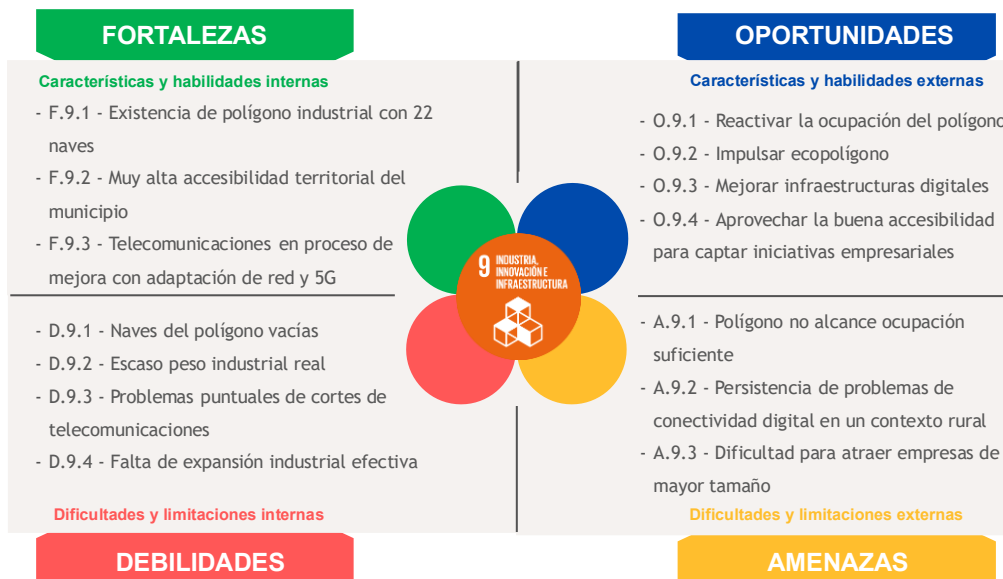 FORTALEZAS
Características y habilidades internas
- F.9.1 - Existencia de polígono industrial con 22
naves
- F.9.2 - Muy alta accesibilidad territorial del
municipio
- F.9.3 - Telecomunicaciones en proceso de
mejora con adaptación de red y 5G
OPORTUNIDADES
Características y habilidades externas
- O.9.1 - Reactivar la ocupación del polígono
- O.9.2 - Impulsar ecopolígono
- O.9.3 - Mejorar infraestructuras digitales
- O.9.4 - Aprovechar la buena accesibilidad
para captar iniciativas empresariales
9 INDUSTRIA,
INNOVACIÓN E
INFRAESTRUCTURA
- D.9.1 - Naves del polígono vacías
- D.9.2 - Escaso peso industrial real
- D.9.3 - Problemas puntuales de cortes de
telecomunicaciones
- D.9.4 - Falta de expansión industrial efectiva
Dificultades y limitaciones internas
DEBILIDADES
- A.9.1 - Polígono no alcance ocupación
suficiente
- A.9.2 - Persistencia de problemas de
conectividad digital en un contexto rural
- A.9.3 - Dificultad para atraer empresas de
mayor tamaño
Dificultades y limitaciones externas
AMENAZAS